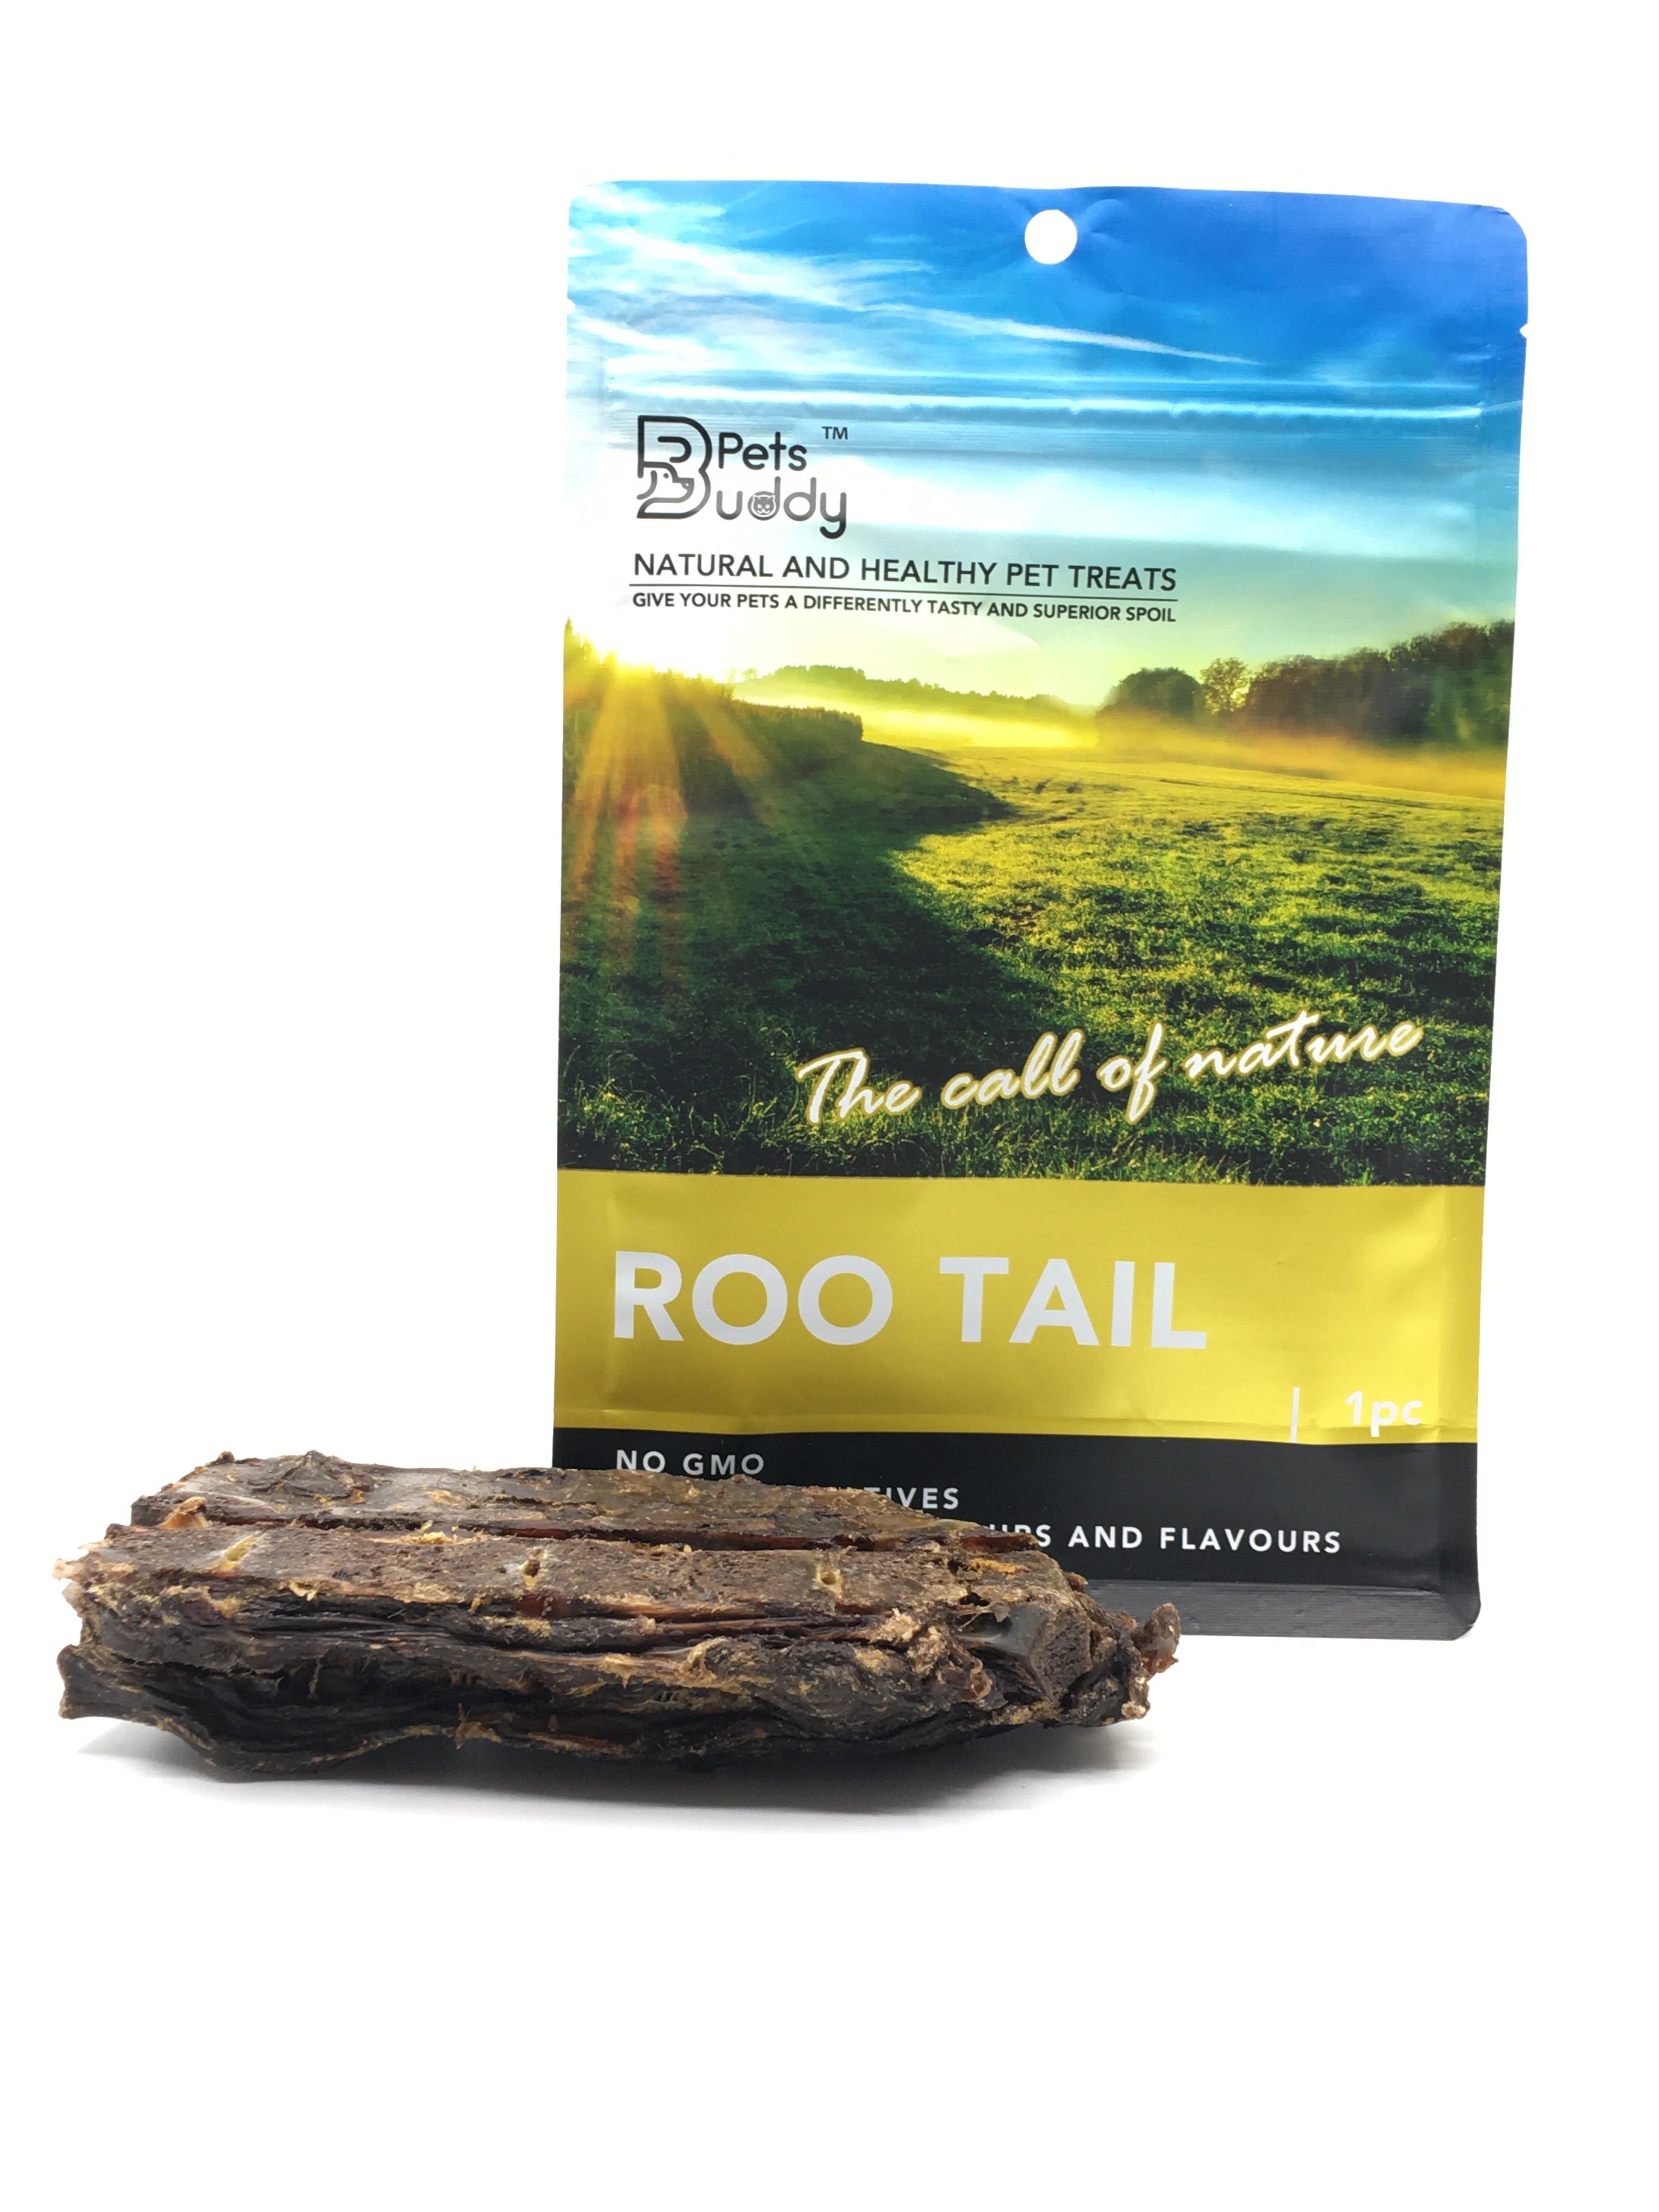 Pets ™
Buddy
NATURAL AND HEALTHY PET TREATS
GIVE YOUR PETS A DIFFERENTLY TASTY AND SUPERIOR SPOIL
The call of nature
ROO TAIL
1pc
NO GMO
AND FLAVOURS